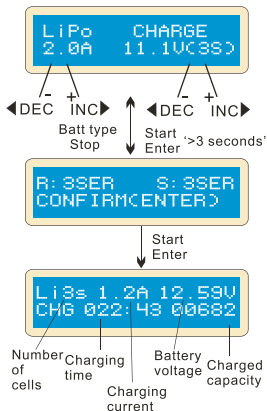 LiPo CHARGE
2.0A 11.1V(3S)
- + - +
DEC INC DEC INC
Batt type
Stop
Start
Enter '>3 seconds'
R: 3SER S: 3SER
CONFIRM(ENTER)
Start
Enter
Li3s 1.2A 12.59V
CHG 022:43 00682
Number
of
cells
Charging
time
Charging
current
Battery
voltage
Charged
capacity